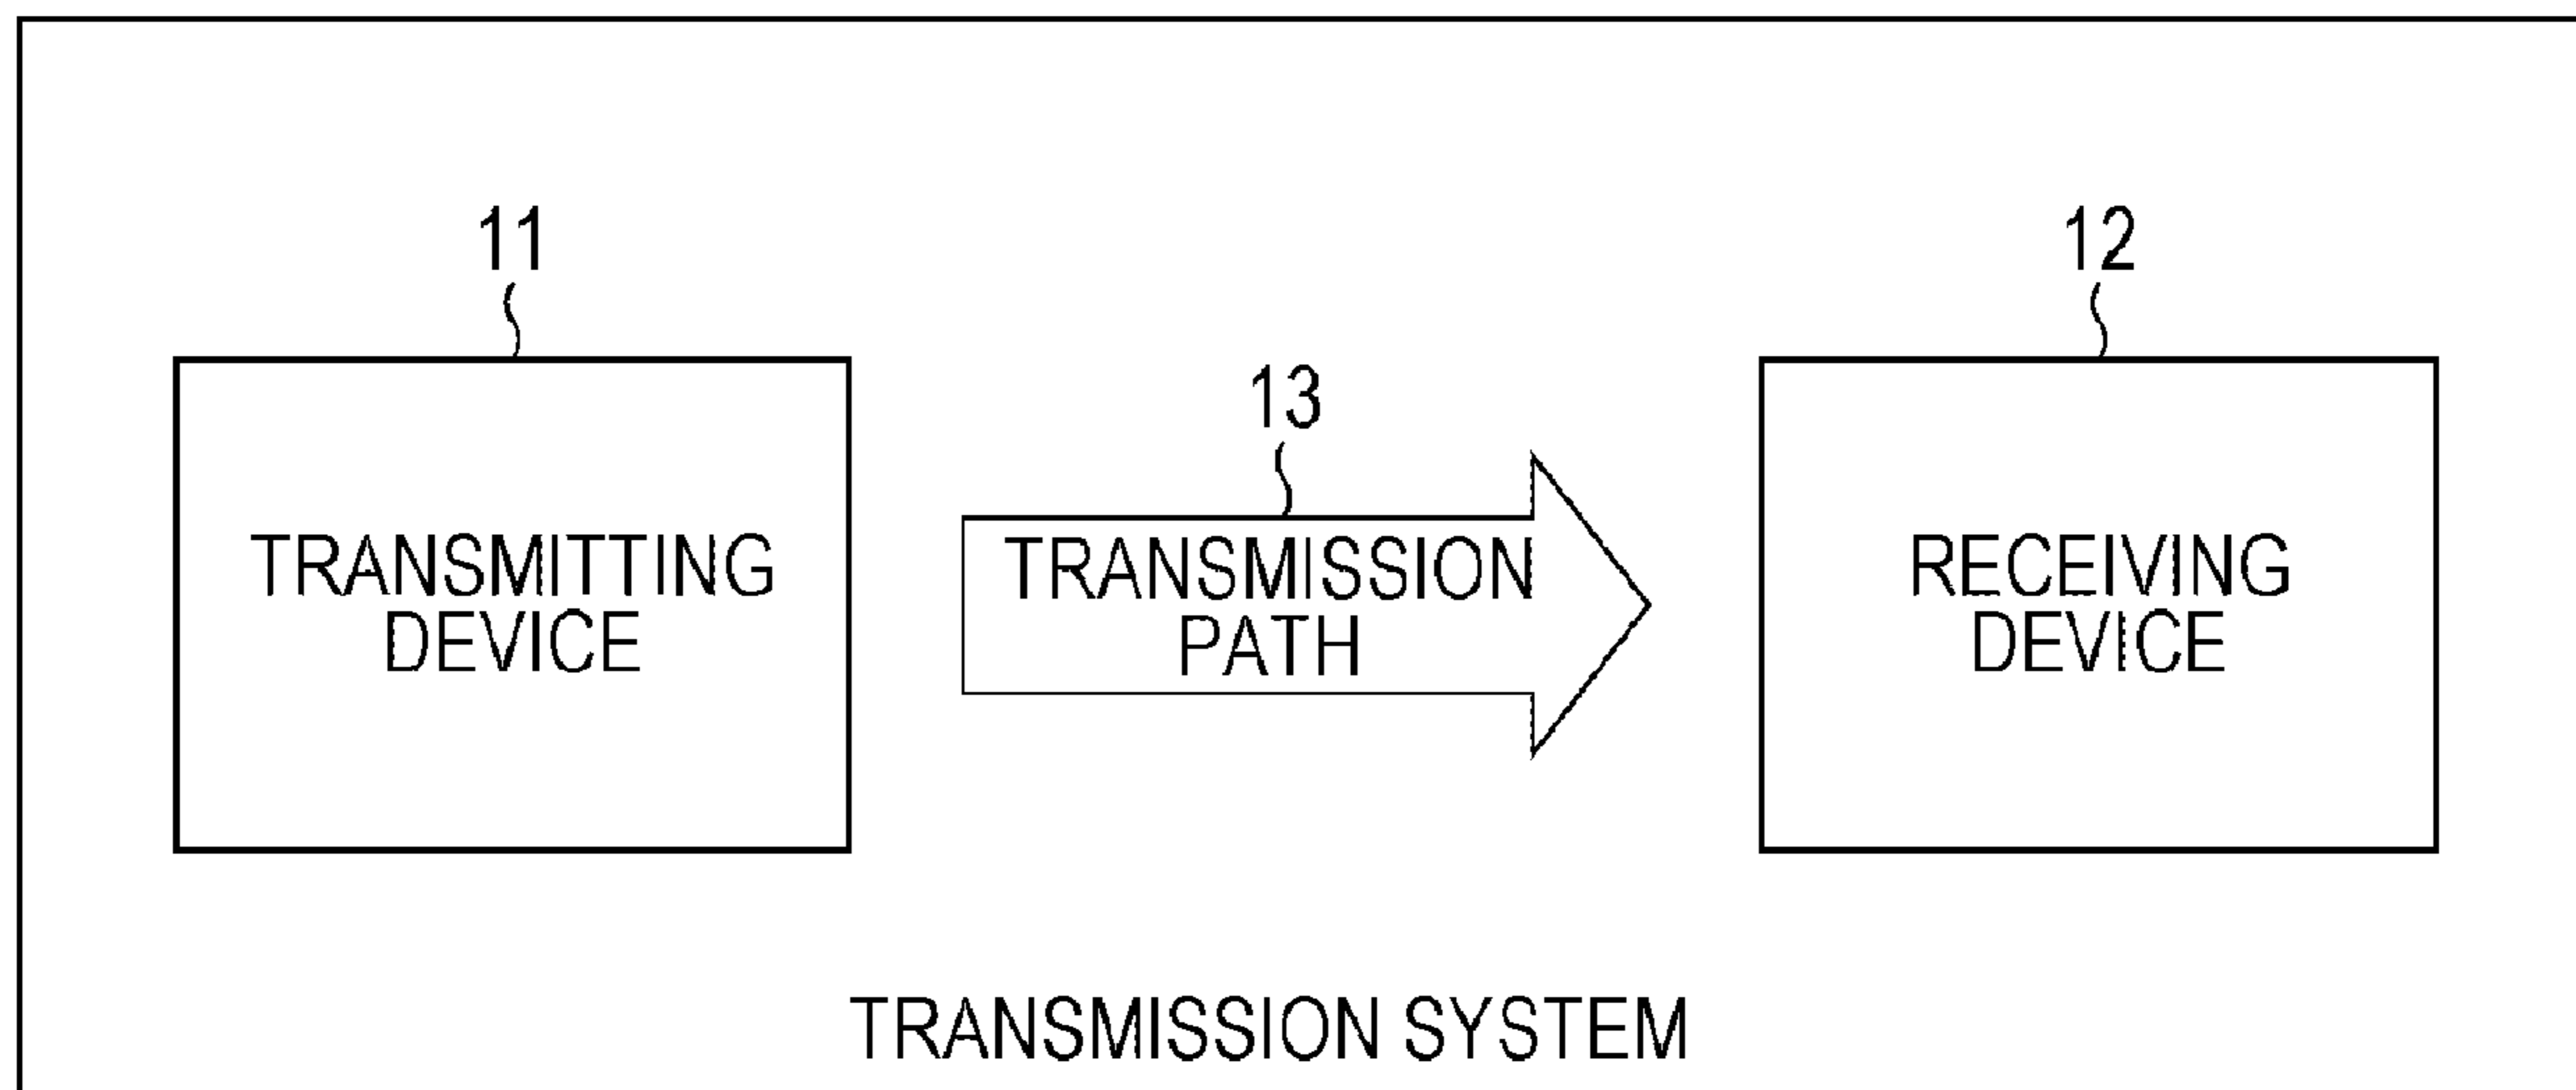 11
12
13
TRANSMITTING
DEVICE
TRANSMISSION
PATH
RECEIVING
DEVICE
TRANSMISSION SYSTEM